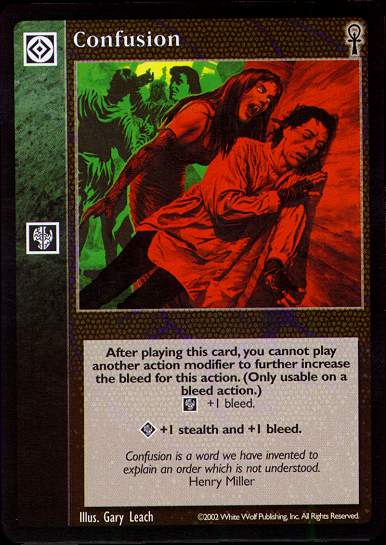 Confusion
After playing this card, you cannot play
another action modifier to further increase
the bleed for this action. (Only usable on a
bleed action.)
+1 bleed.
+1 stealth and +1 bleed.
Confusion is a word we have invented to
explain an order which is not understood.
Henry Miller
Illus. Gary Leach
©2002 White Wolf Publishing, Inc. All Rights Reserved.